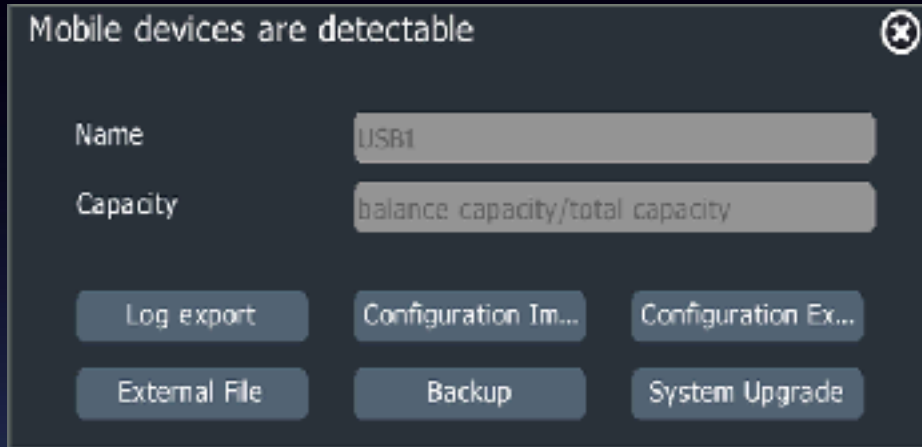 Mobile devices are detectable
Name
USB1
Capacity
balance capacity/total capacity
Log export
Configuration Im...
Configuration Ex...
External File
Backup
System Upgrade